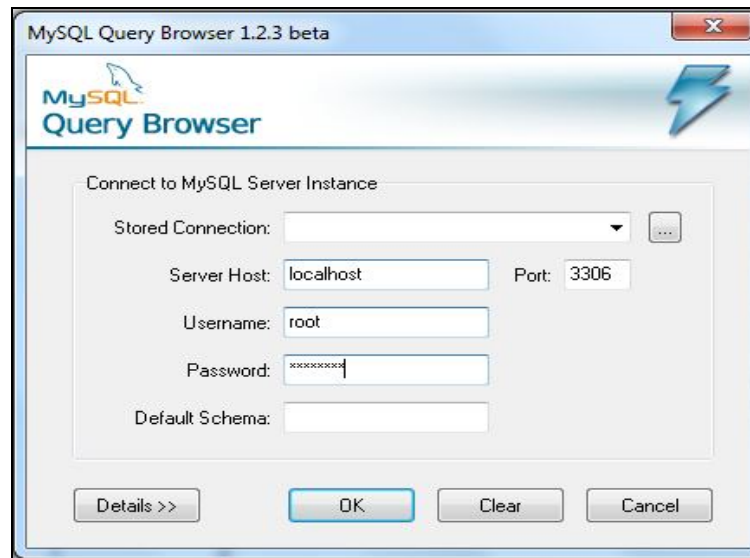 MySQL Query Browser 1.2.3 beta
MySQL
Query Browser
Connect to MySQL Server Instance
Stored Connection: ...
Server Host: localhost Port: 3306
Username: root
Password: ********
Default Schema:
Details >> OK Clear Cancel